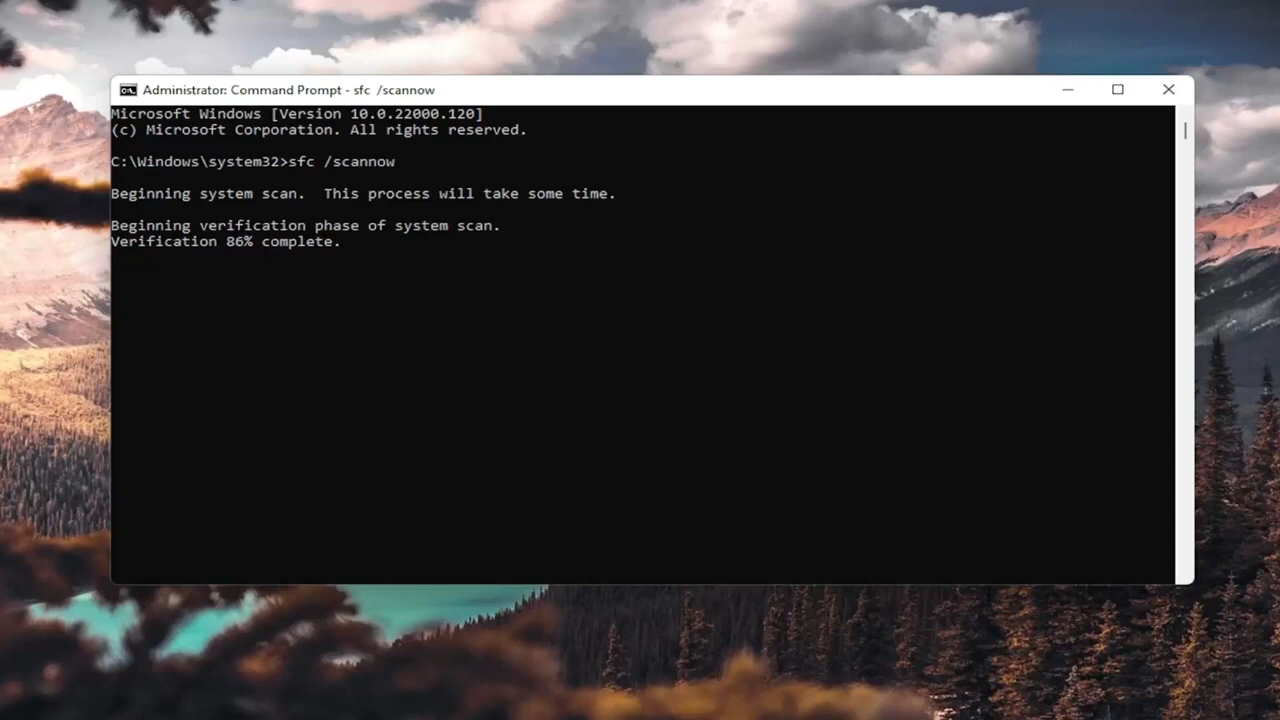 Administrator: Command Prompt - sfc  /scannow
Microsoft Windows [Version 10.0.22000.120]
(c) Microsoft Corporation. All rights reserved.
C:\Windows\system32>sfc /scannow
Beginning system scan.  This process will take some time.
Beginning verification phase of system scan.
Verification 86% complete.